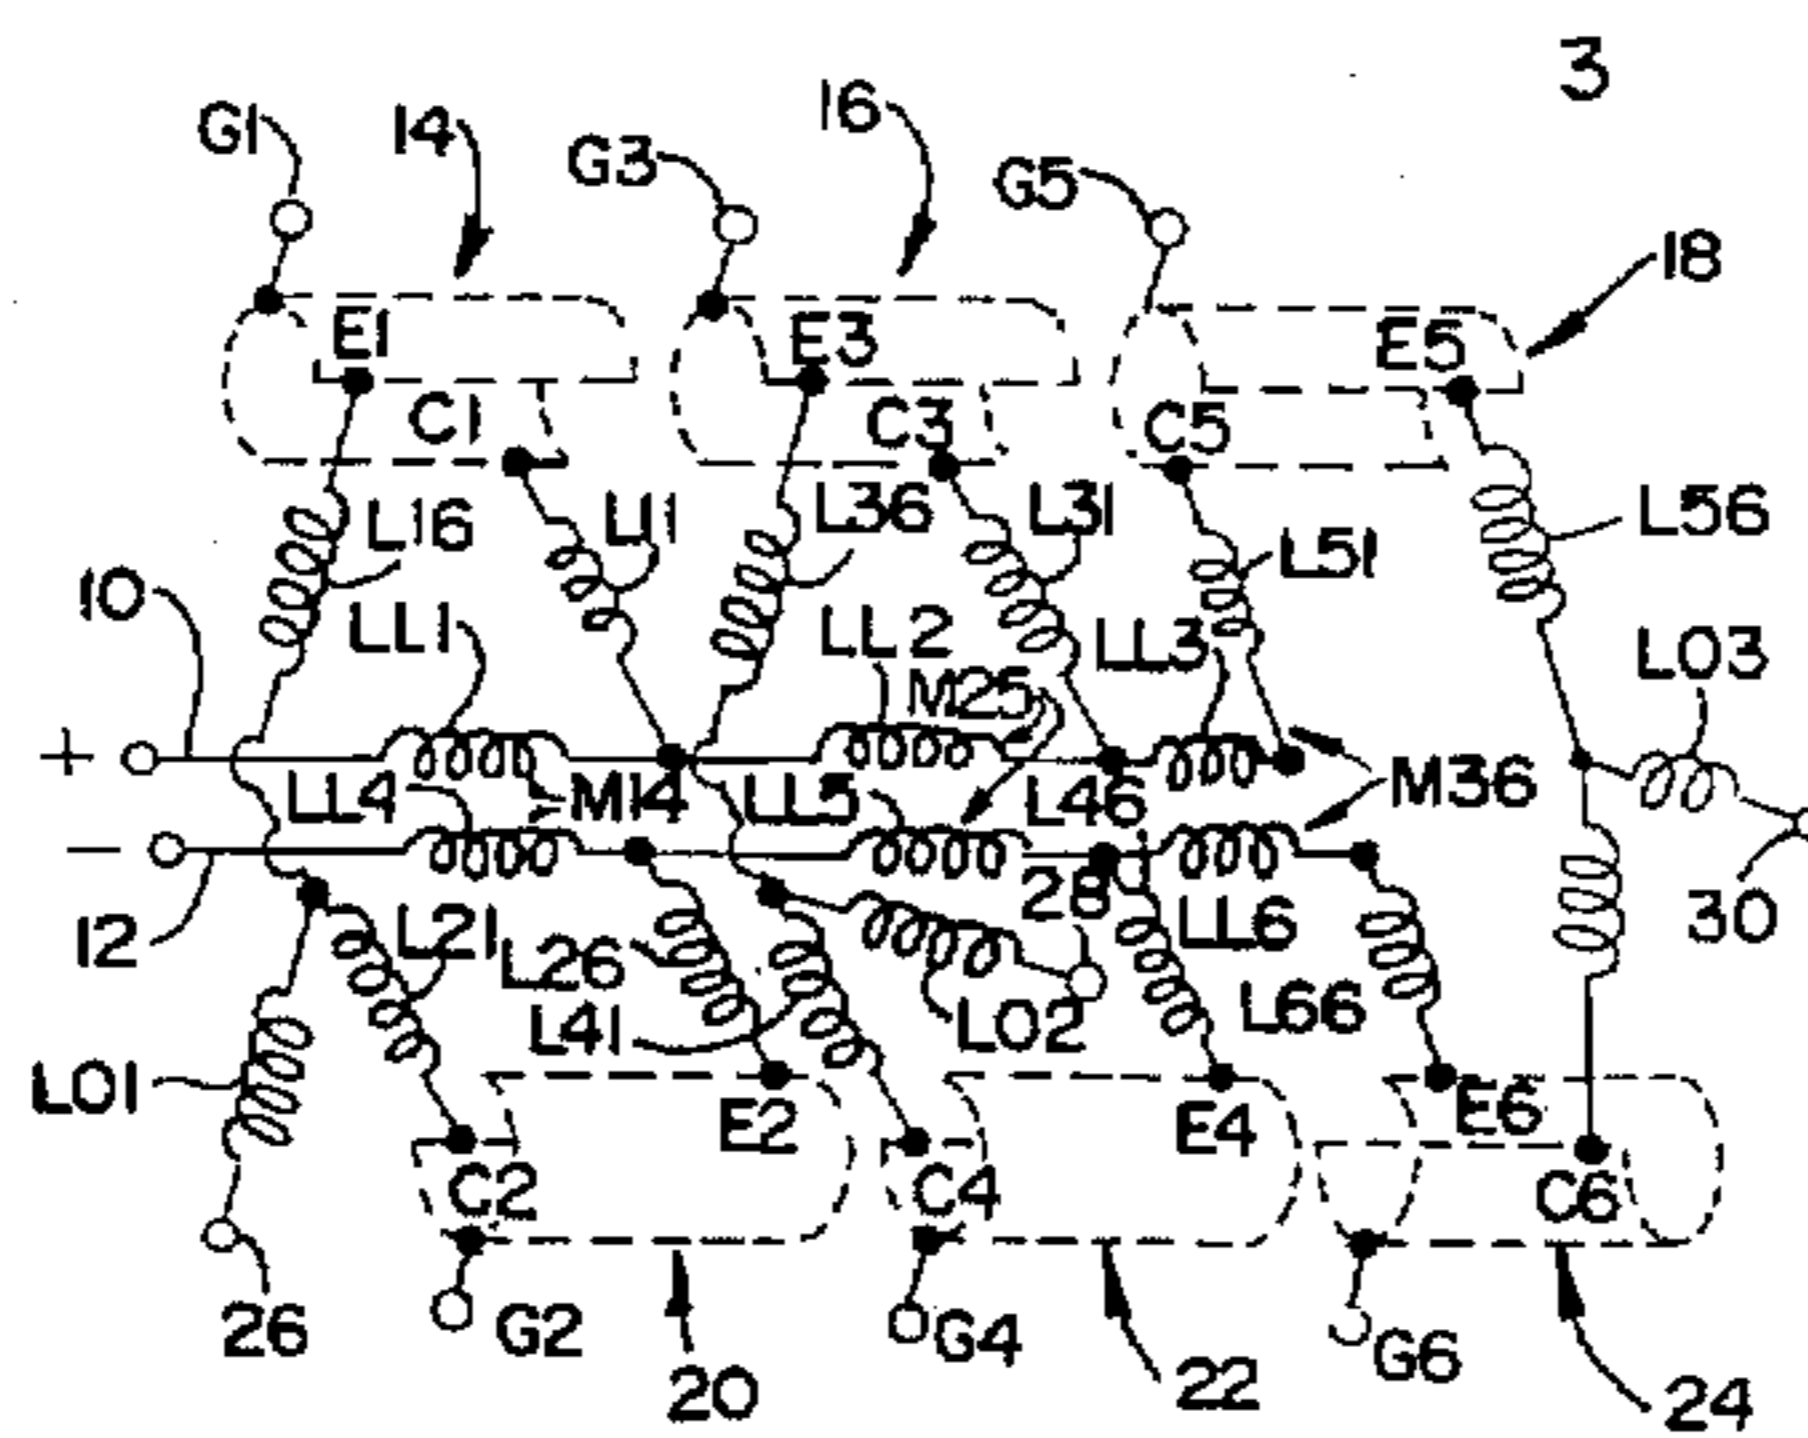 3
G1 14 G3 16 G5 18
E1 E3 E5
C1 C3 C5
L16 L11 L36 L31 L51 L56
10 LL1 LL2 M25 LL3 L03
+ LL4 M14 LL5 L46 M36
−
12 L21 L26 28 LL6 30
L01 L41 L02 L66
E2 E4 E6
C2 C4 C6
26 G2 20 G4 22 G6 24